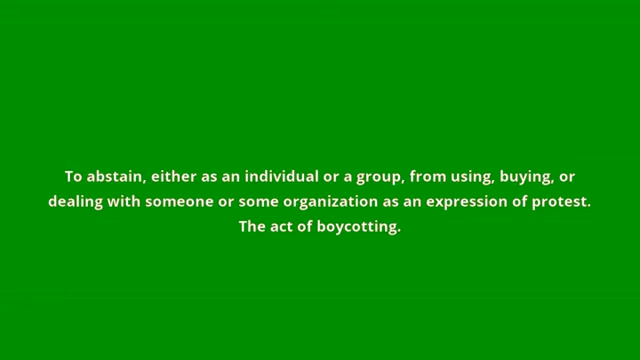 To abstain, either as an individual or a group, from using, buying, or
dealing with someone or some organization as an expression of protest.
The act of boycotting.